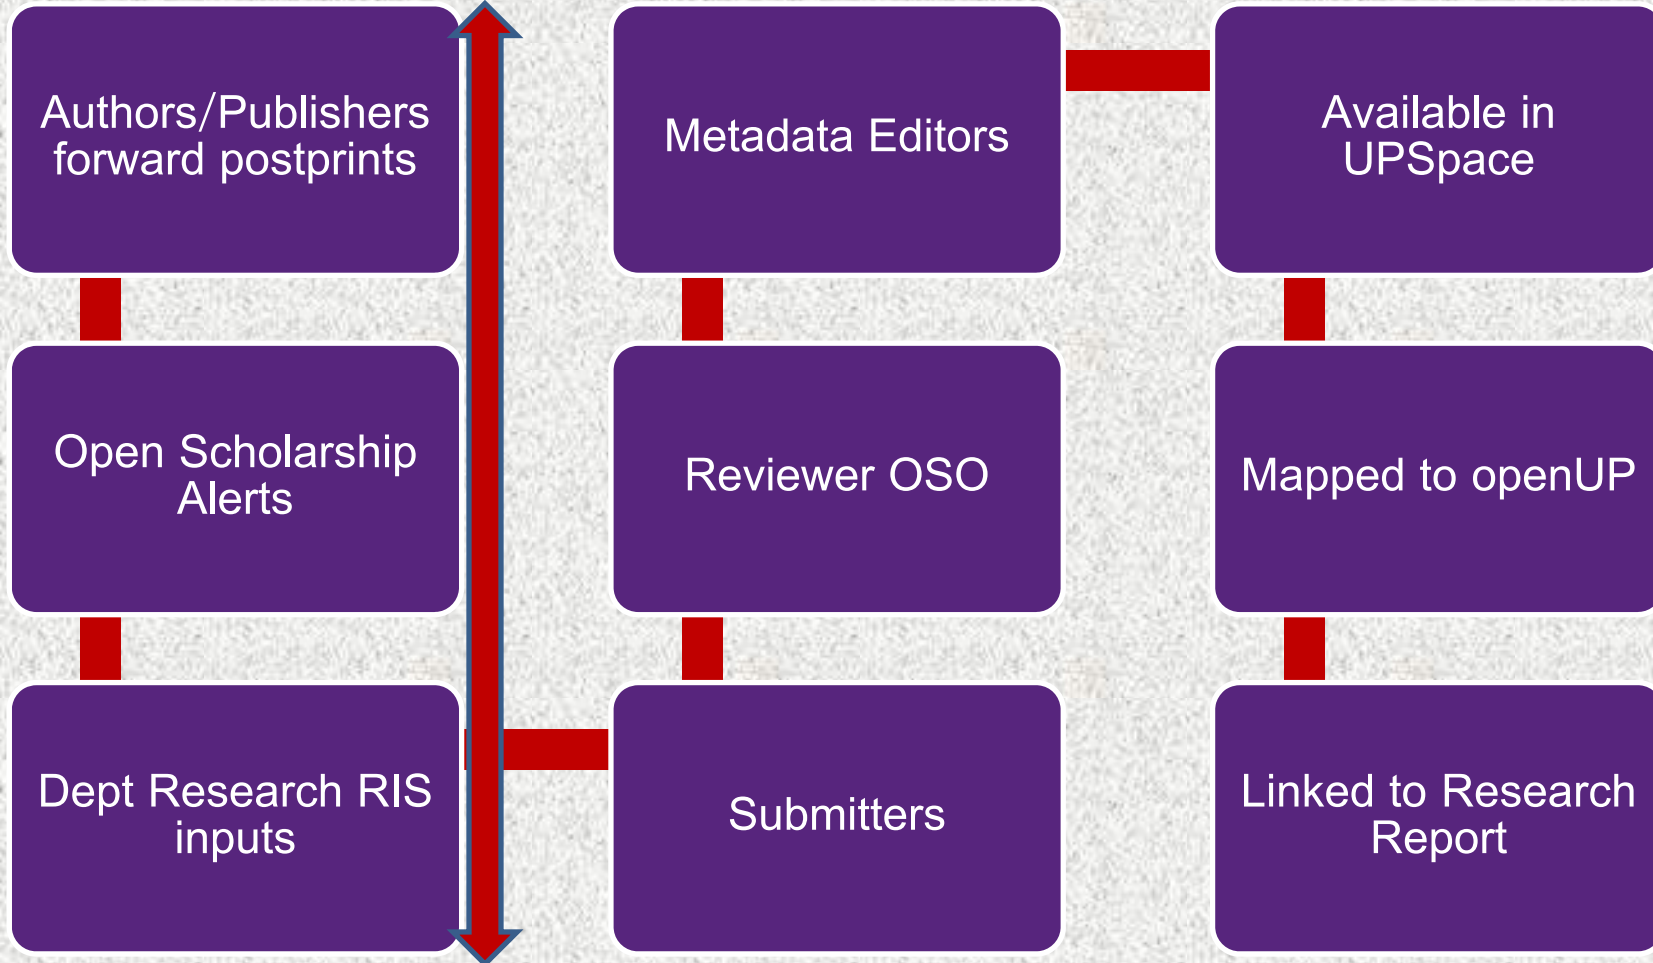 Authors/Publishers
forward postprints
Open Scholarship
Alerts
Dept Research RIS
inputs
Submitters
Reviewer OSO
Metadata Editors
Available in
UPSpace
Mapped to openUP
Linked to Research
Report